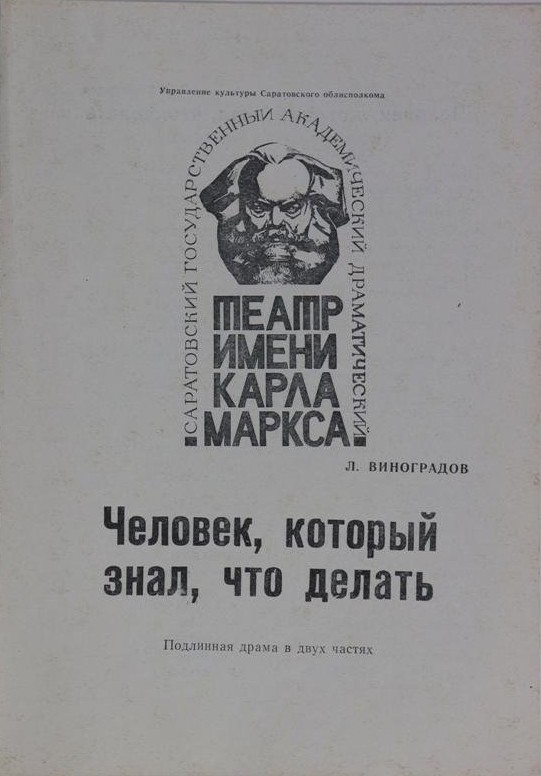 Управление культуры Саратовского облисполкома
САРАТОВСКИЙ ГОСУДАРСТВЕННЫЙ АКАДЕМИЧЕСКИЙ ДРАМАТИЧЕСКИЙ
ТЕАТР
ИМЕНИ
КАРЛА
МАРКСА
Л. ВИНОГРАДОВ
Человек, который
знал, что делать
Подлинная драма в двух частях